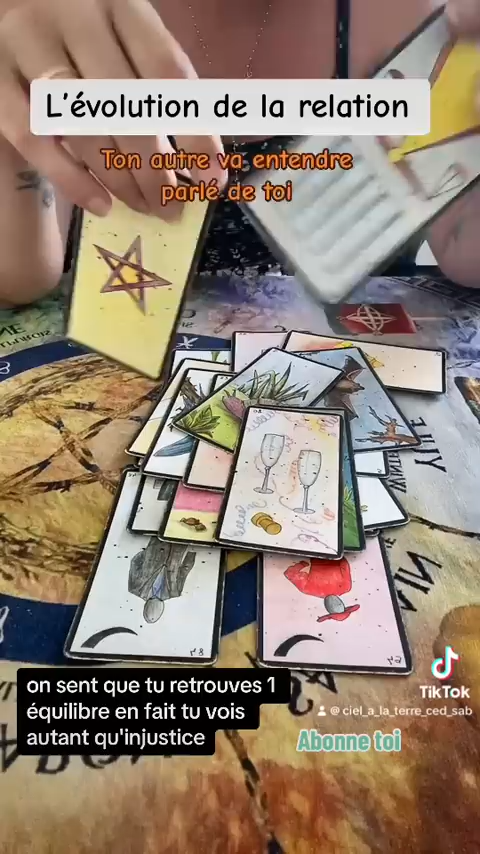 L'évolution de la relation
Ton autre va entendre
parlé de toi
on sent que tu retrouves 1
équilibre en fait tu vois
autant qu'injustice
TikTok
@ ciel_a_la_terre_ced_sab
Abonne toi